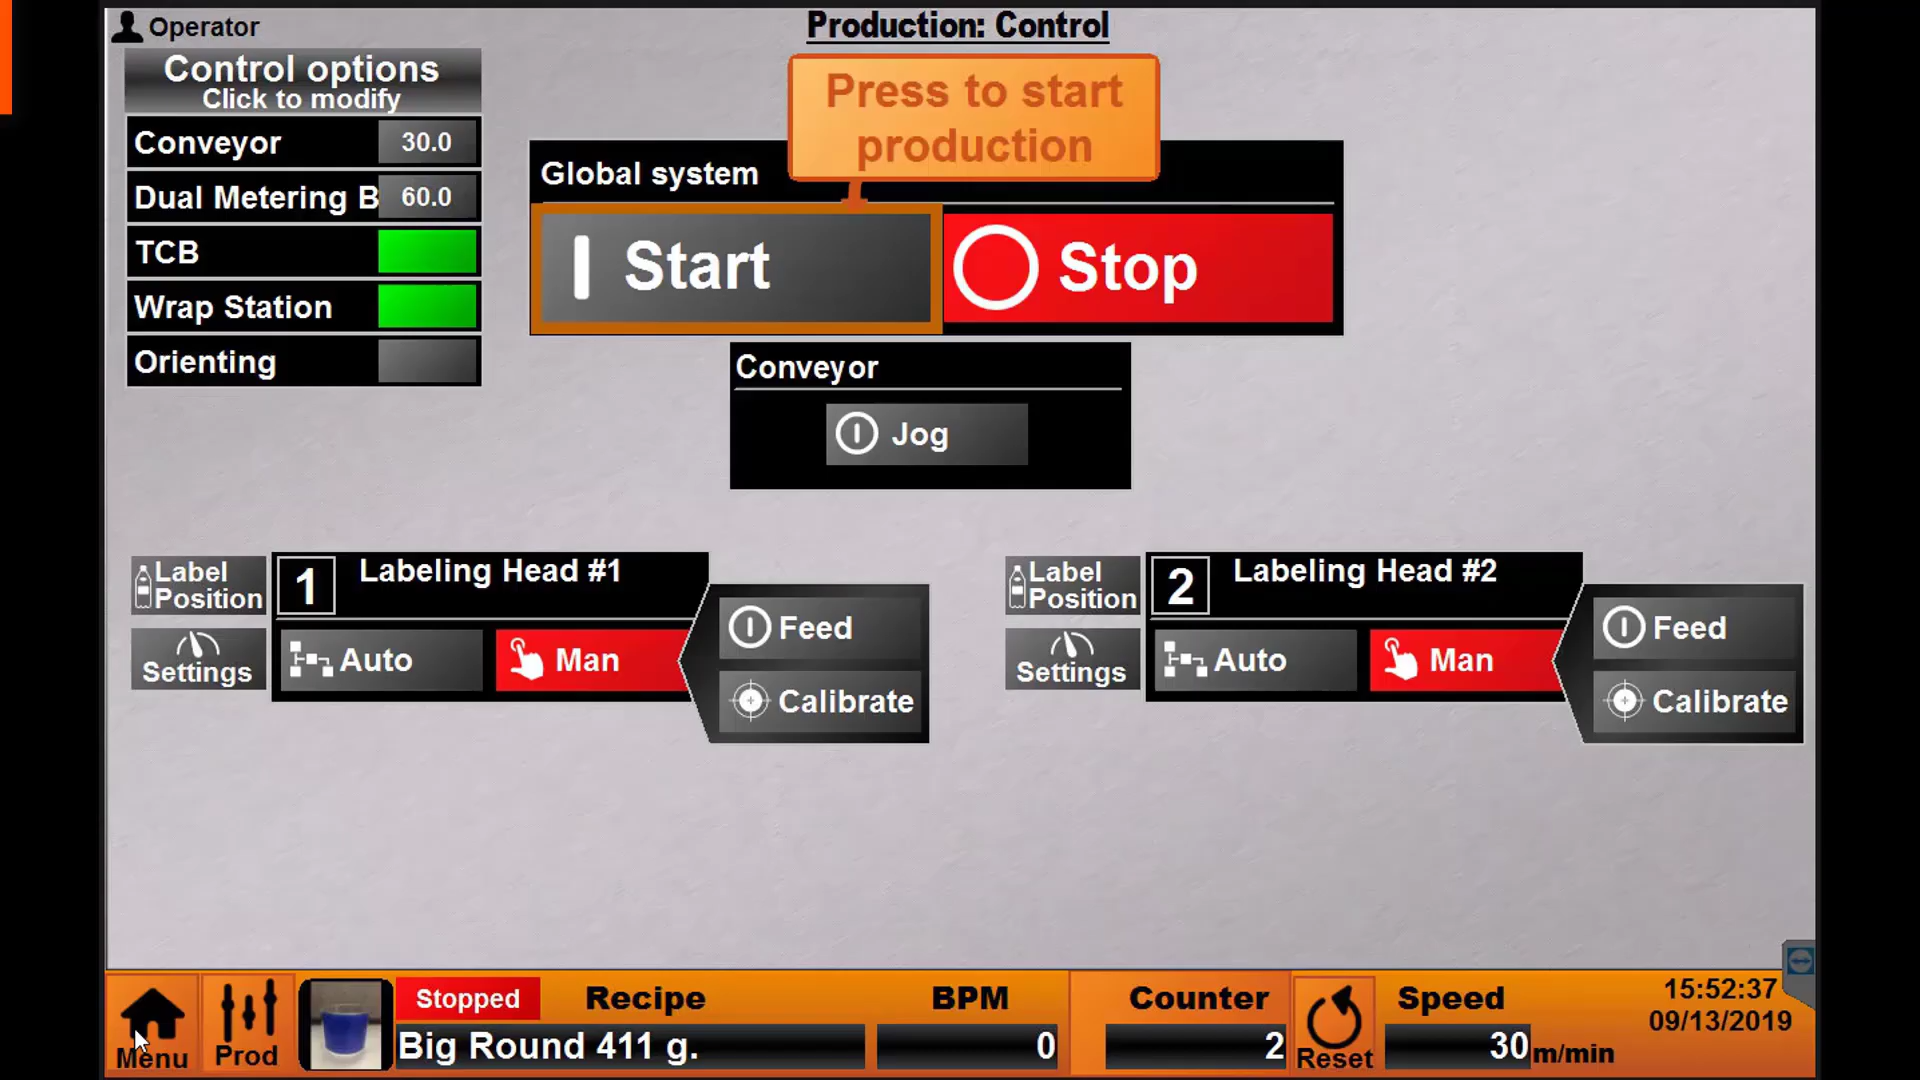 Operator
Production: Control
Control options
Click to modify
Conveyor 30.0
Dual Metering B 60.0
TCB
Wrap Station
Orienting
Press to start
production
Global system
Start
Stop
Conveyor
Jog
Label
Position
Settings
1 Labeling Head #1
Auto
Man
Feed
Calibrate
Label
Position
Settings
2 Labeling Head #2
Auto
Man
Feed
Calibrate
Menu
Prod
Stopped
Recipe
Big Round 411 g.
BPM
0
Counter
2
Reset
Speed
30 m/min
15:52:37
09/13/2019